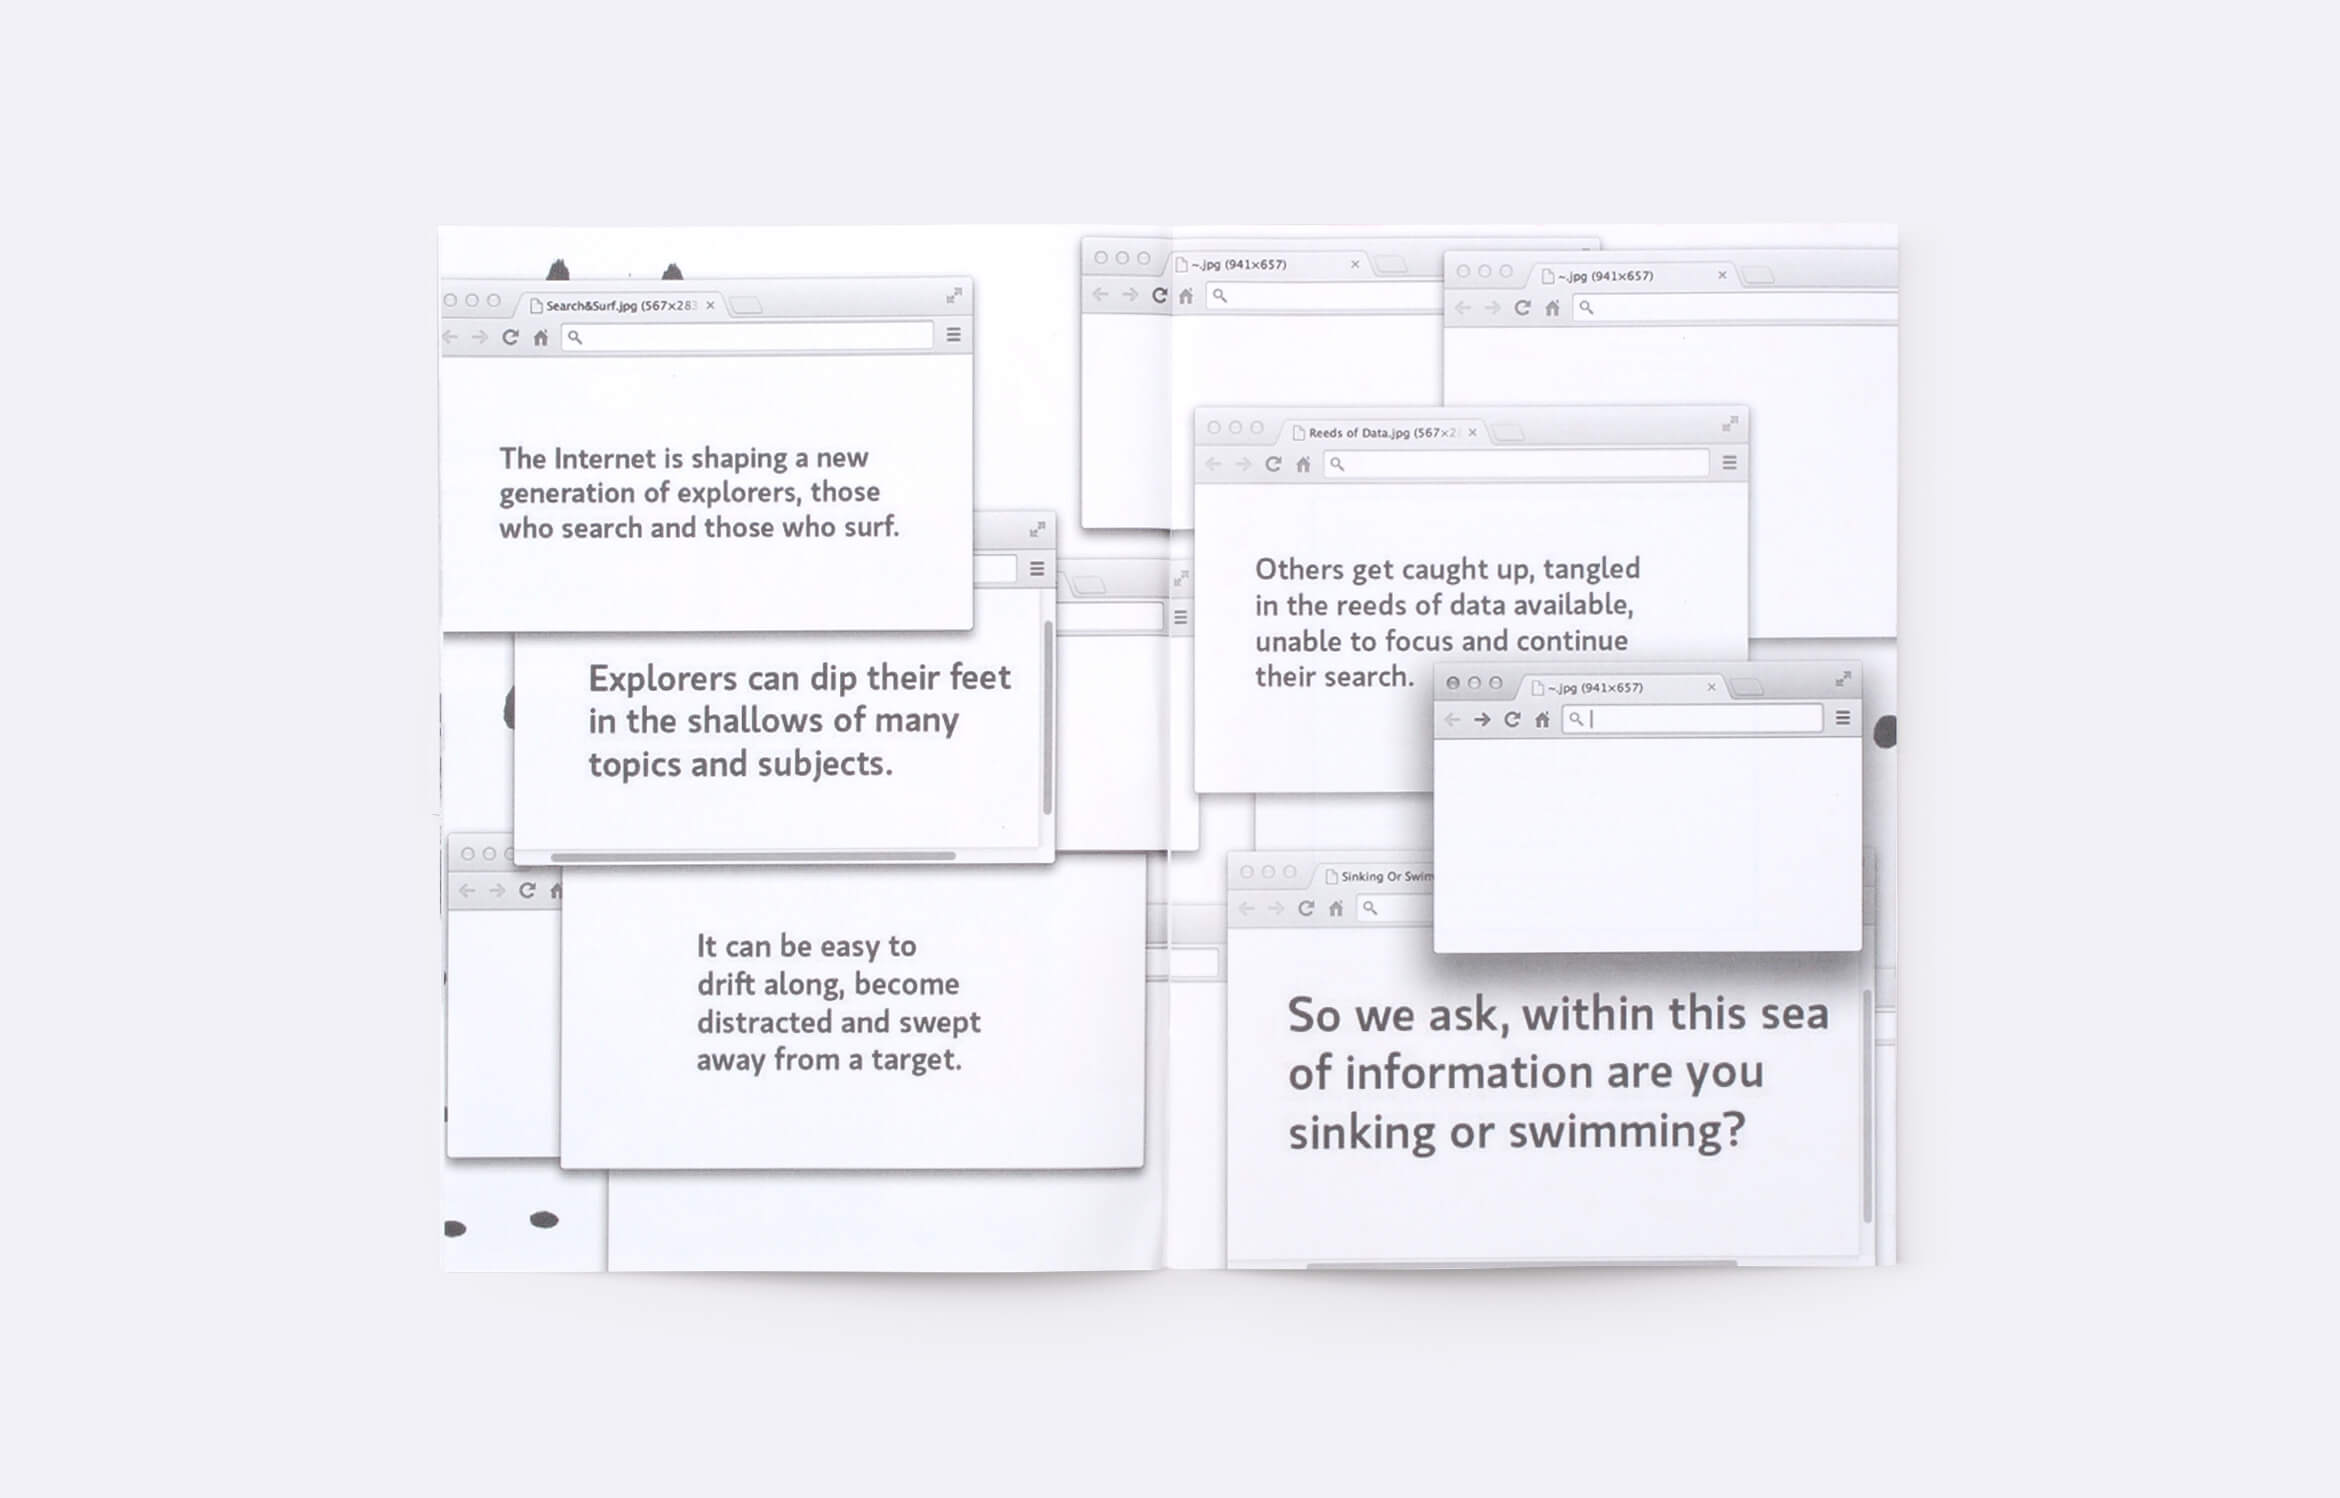 Search&Surf.jpg (567×283
The Internet is shaping a new
generation of explorers, those
who search and those who surf.
Explorers can dip their feet
in the shallows of many
topics and subjects.
It can be easy to
drift along, become
distracted and swept
away from a target.
~.jpg (941×657)
~.jpg (941×657)
Reeds of Data.jpg (567×2
Others get caught up, tangled
in the reeds of data available,
unable to focus and continue
their search.
~.jpg (941×657)
Sinking Or Swim
So we ask, within this sea
of information are you
sinking or swimming?